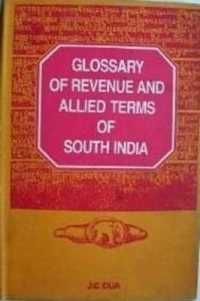 GLOSSARY
OF REVENUE AND
ALLIED TERMS
OF
SOUTH INDIA
J.C. DUA